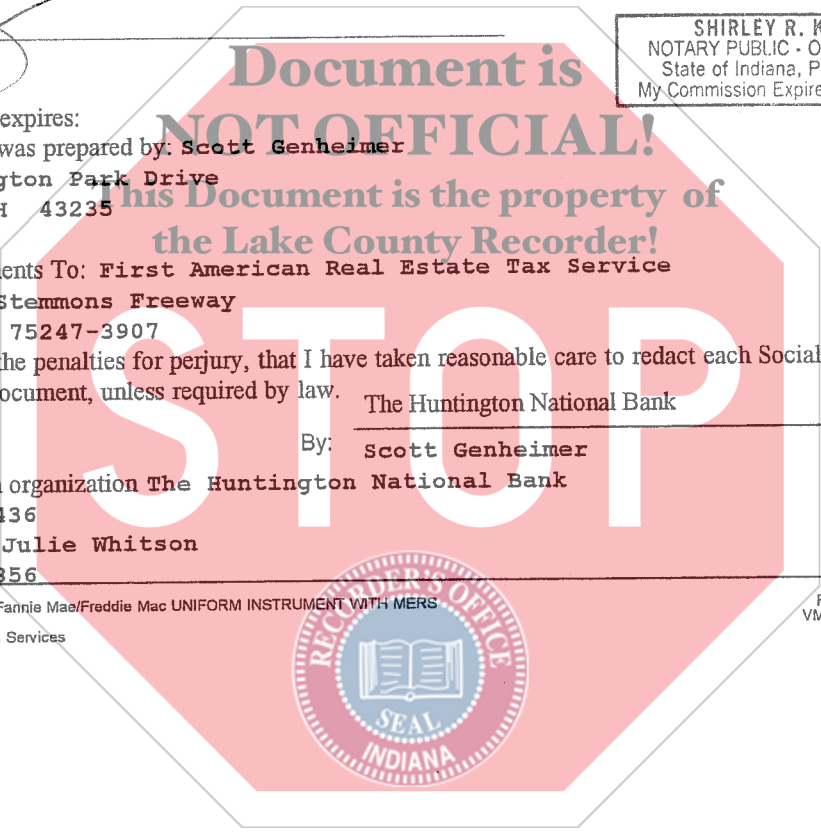 SHIRLEY R.
NOTARY PUBLIC - O
State of Indiana, P
My Commission Expire
Document is
NOT OFFICIAL!
This Document is the property of
the Lake County Recorder!
STOP
expires:
was prepared by: Scott Genheimer
gton Park Drive
H 43235
ents To: First American Real Estate Tax Service
Stemmons Freeway
75247-3907
the penalties for perjury, that I have taken reasonable care to redact each Social
ocument, unless required by law.
The Huntington National Bank
By: Scott Genheimer
organization The Huntington National Bank
436
Julie Whitson
356
Fannie Mae/Freddie Mac UNIFORM INSTRUMENT WITH MERS
VM
Services
RECORDER'S OFFICE
SEAL
INDIANA